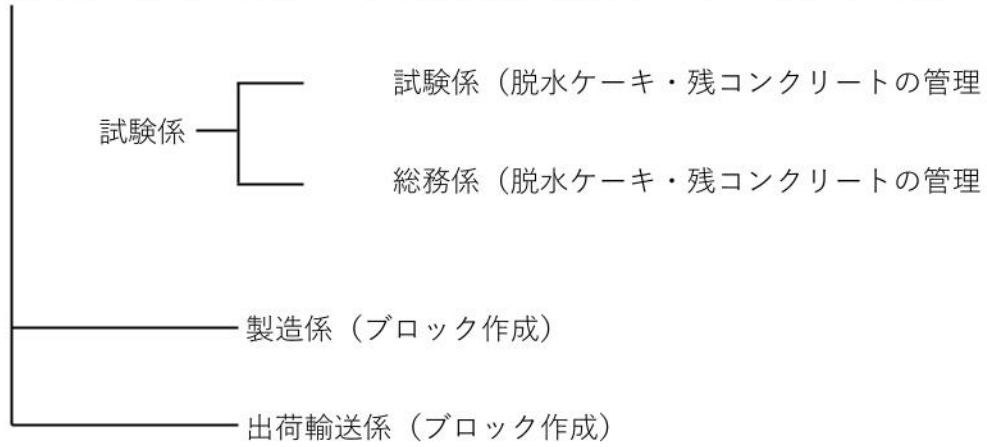 試験係（脱水ケーキ・残コンクリートの管理
試験係
総務係（脱水ケーキ・残コンクリートの管理
製造係（ブロック作成）
出荷輸送係（ブロック作成）